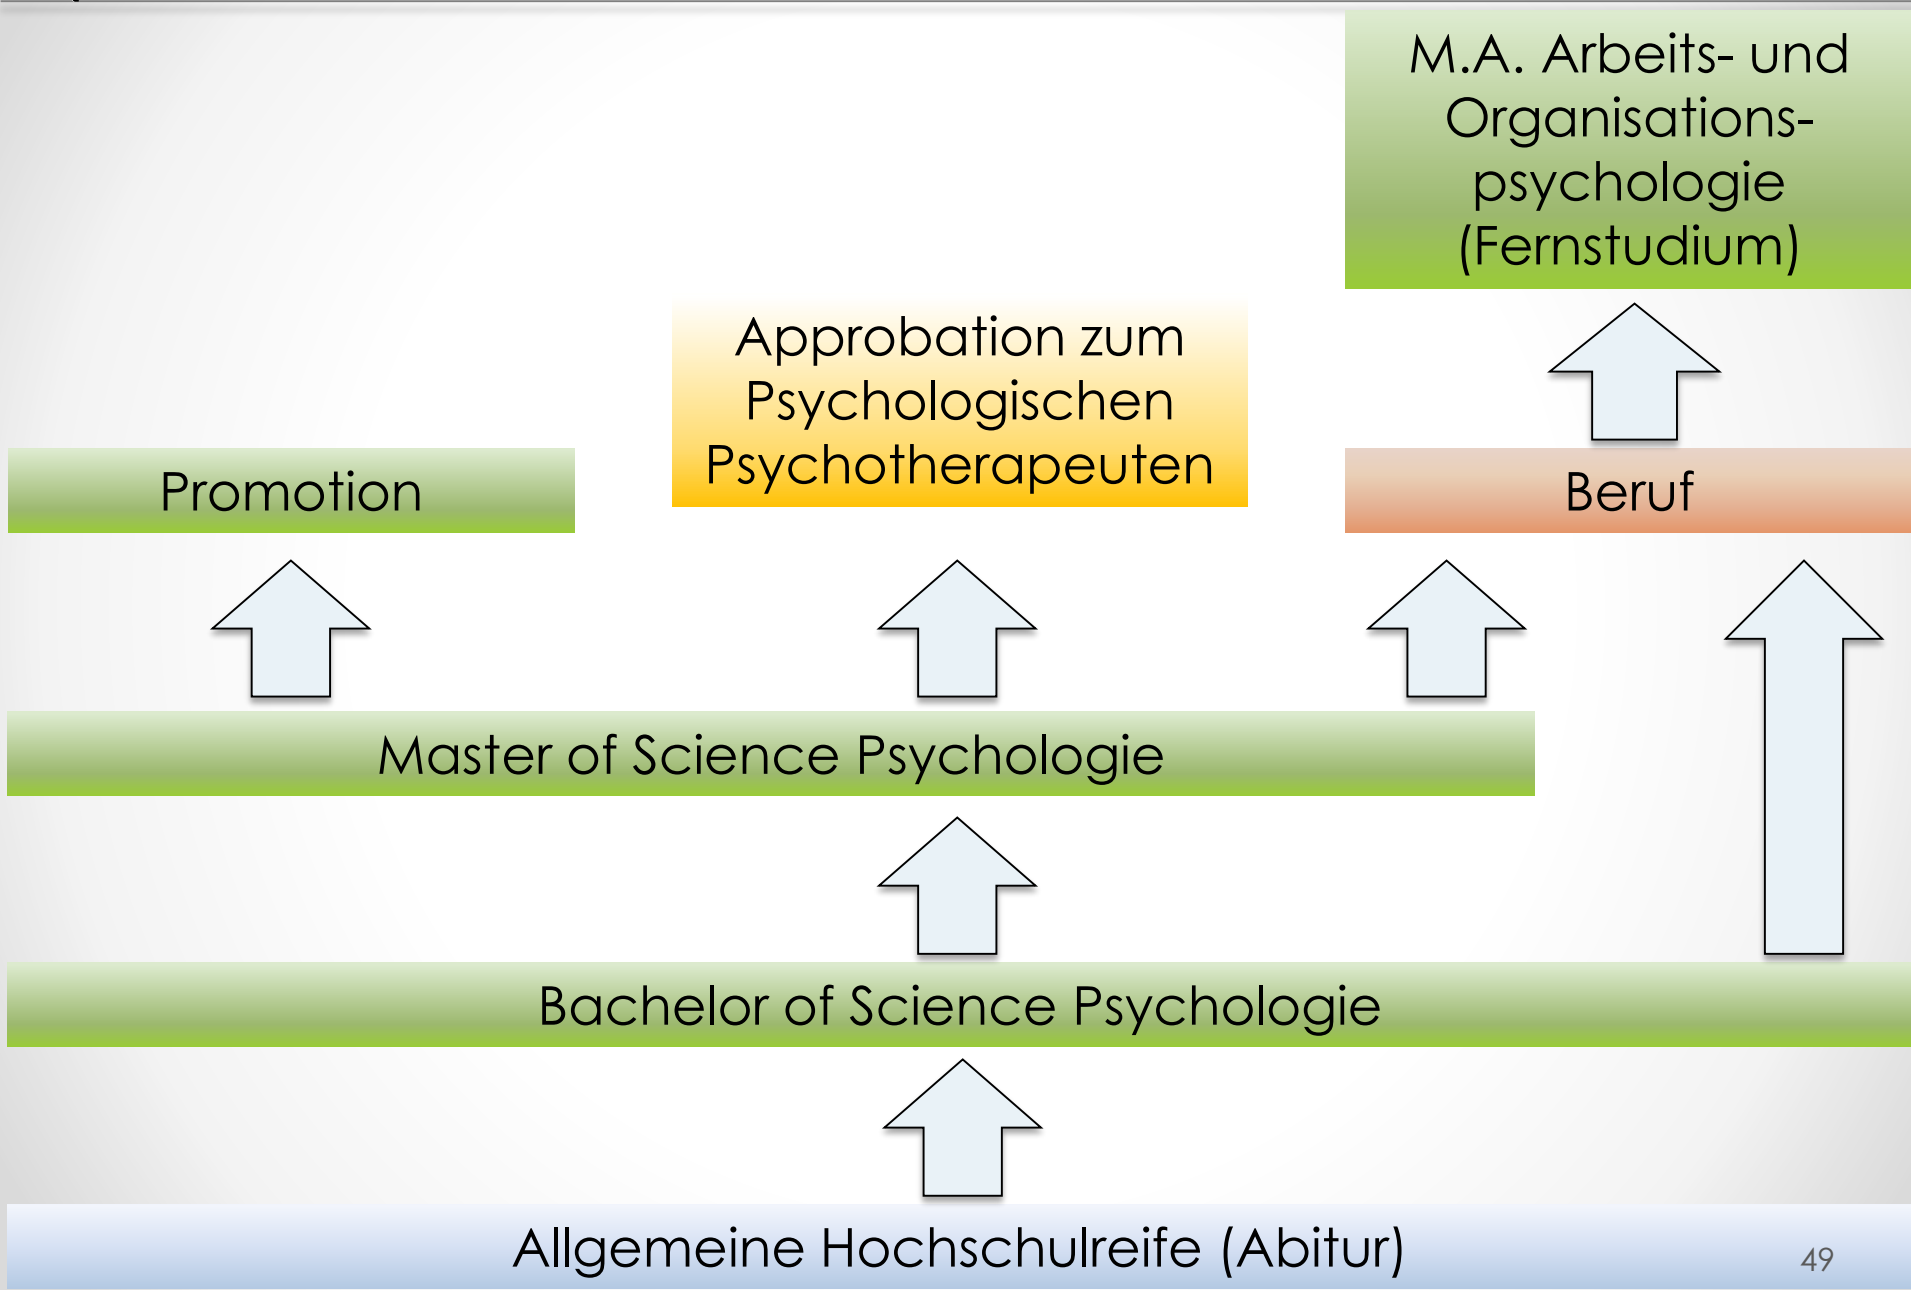 M.A. Arbeits- und
Organisations-
psychologie
(Fernstudium)
Approbation zum
Psychologischen
Psychotherapeuten
Promotion
Beruf
Master of Science Psychologie
Bachelor of Science Psychologie
Allgemeine Hochschulreife (Abitur)
49